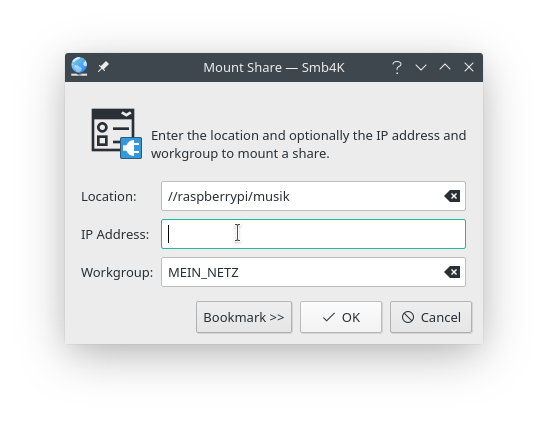 Mount Share — Smb4K
Enter the location and optionally the IP address and
workgroup to mount a share.
Location: //raspberrypi/musik
IP Address:
Workgroup: MEIN_NETZ
Bookmark >> OK Cancel